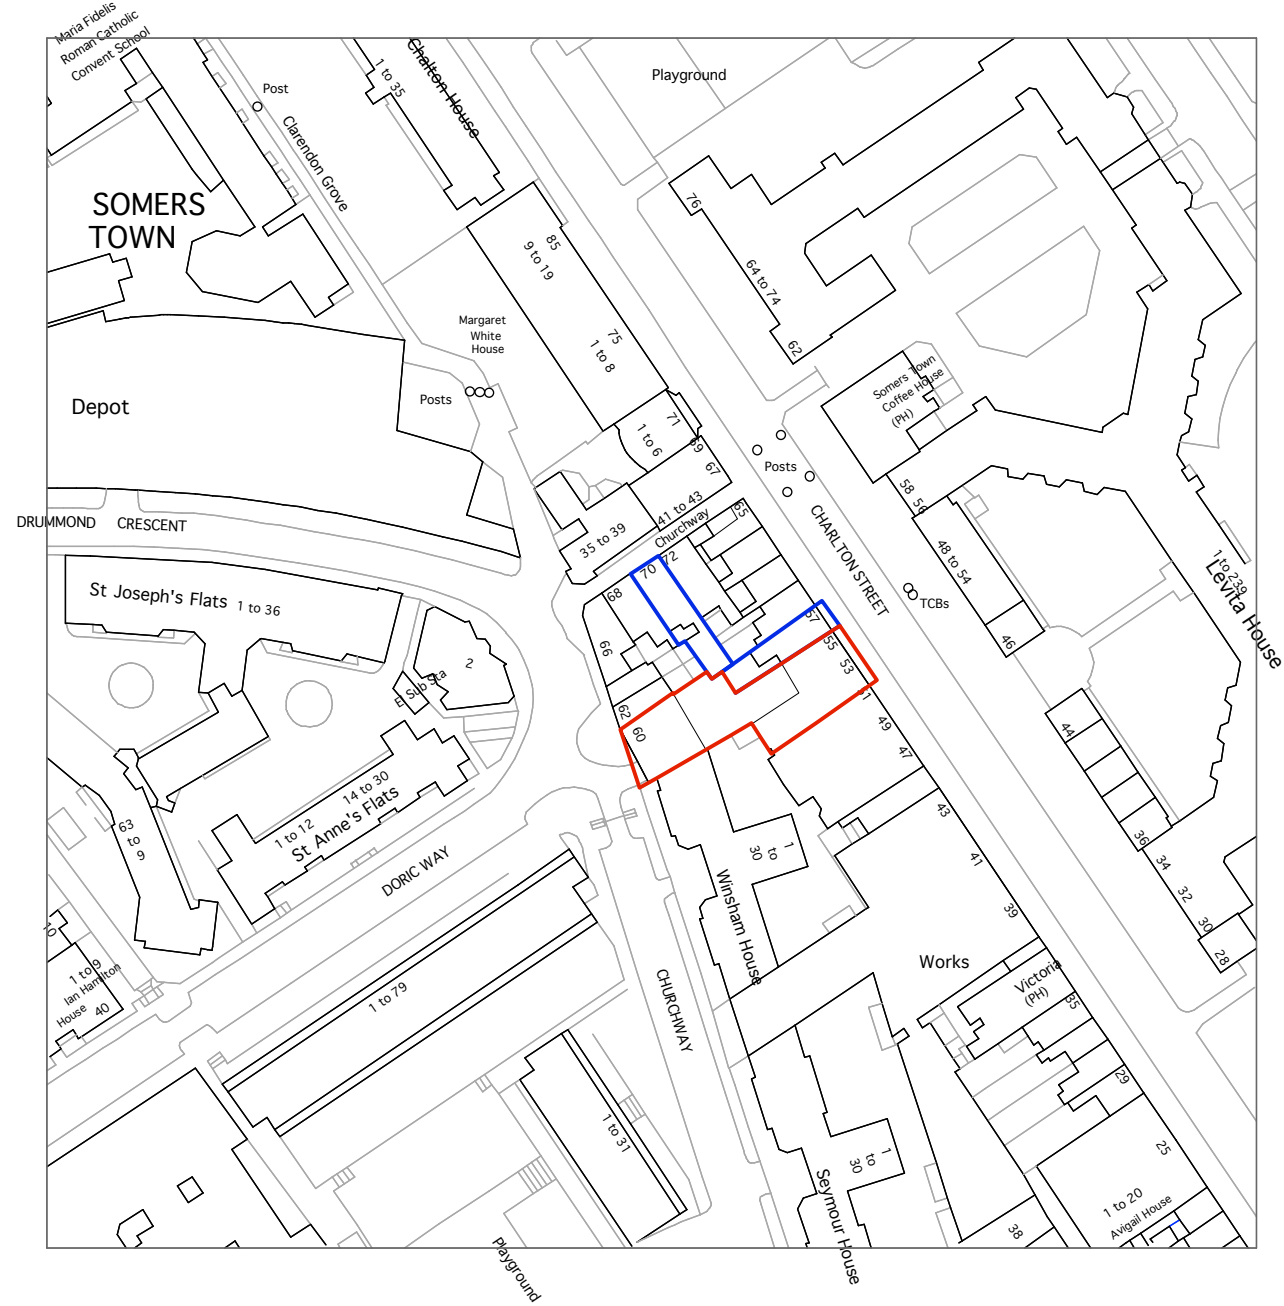 Maria Fidelis
Roman Catholic
Convent School
Post
Clarendon Grove
1 to 35
Chalton House
Playground
SOMERS
TOWN
76
85
9 to 19
64 to 74
62
Margaret
White
House
75
1 to 8
Posts
Depot
71
1 to 6
69
67
Somers Town
Coffee House
(PH)
Posts
58
56
DRUMMOND
CRESCENT
41 to 43
Churchway
65
35 to 39
CHARLTON STREET
48 to 54
TCBs
46
1 to 239
Levita House
St Joseph's Flats
1 to 36
70
72
68
66
57
55
53
51
2
E Sub Sta
62
60
49
47
44
43
36
34
32
30
28
41
39
14 to 30
1 to 12
St Anne's Flats
63
to
9
DORIC WAY
1
to
30
Winsham House
Works
Victoria
(PH)
35
10
1 to 9
Ian Hamilton
House
40
1 to 79
CHURCHWAY
29
25
1 to 31
1
to
30
Seymour House
38
1 to 20
Avigail House
Playground